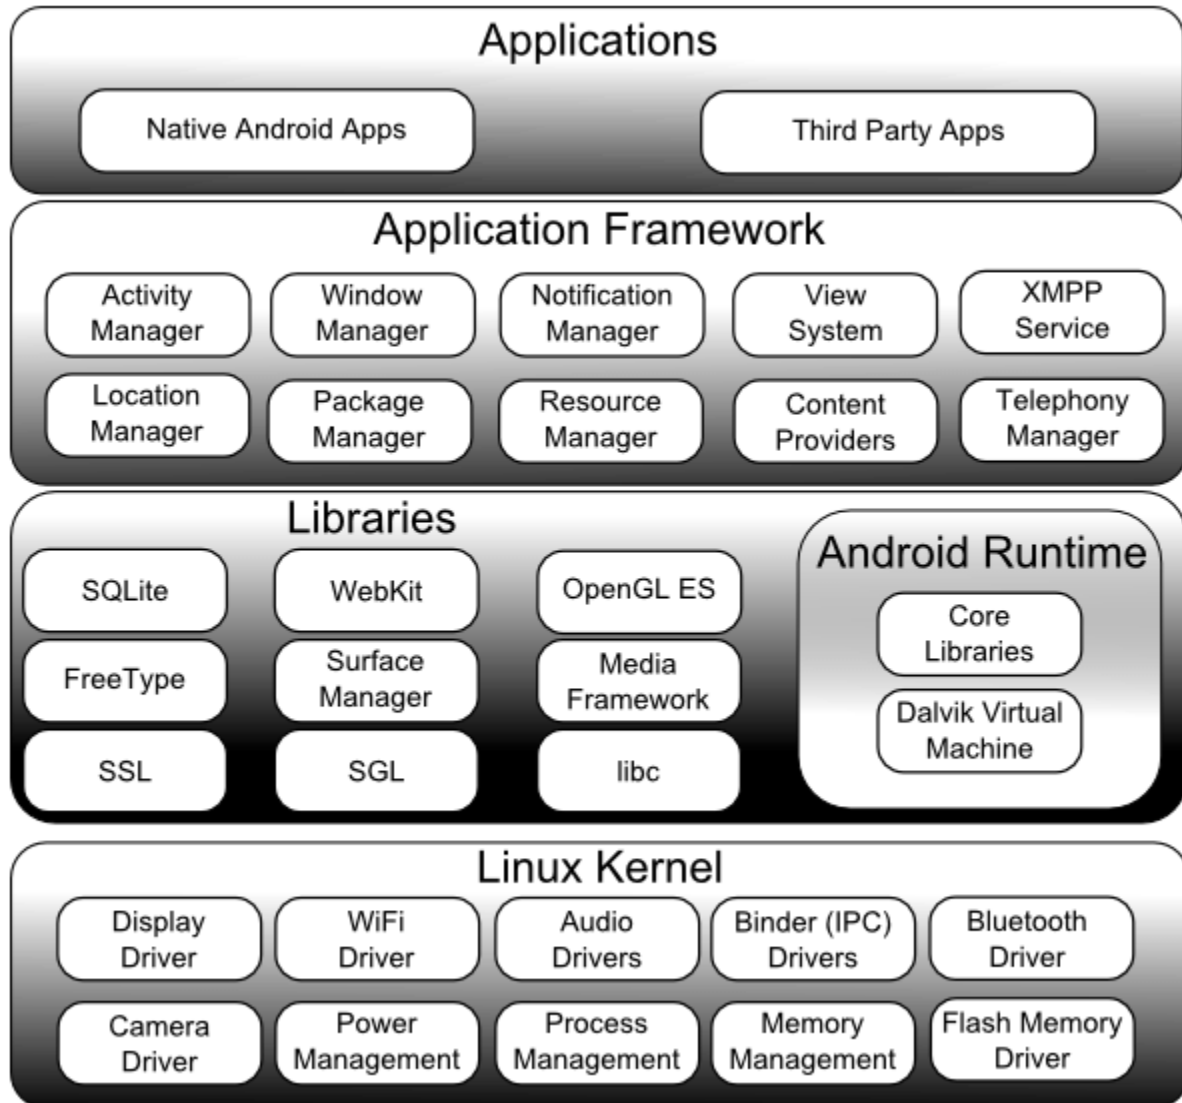 Applications
Native Android Apps
Third Party Apps
Application Framework
Activity
Manager
Window
Manager
Notification
Manager
View
System
XMPP
Service
Location
Manager
Package
Manager
Resource
Manager
Content
Providers
Telephony
Manager
Libraries
SQLite
WebKit
OpenGL ES
FreeType
Surface
Manager
Media
Framework
SSL
SGL
libc
Android Runtime
Core
Libraries
Dalvik Virtual
Machine
Linux Kernel
Display
Driver
WiFi
Driver
Audio
Drivers
Binder (IPC)
Drivers
Bluetooth
Driver
Camera
Driver
Power
Management
Process
Management
Memory
Management
Flash Memory
Driver